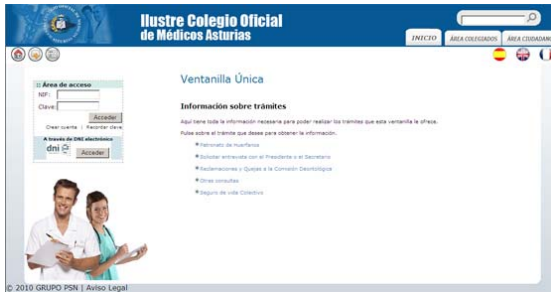 Ilustre Colegio Oficial
de Médicos Asturias
INICIO
ÁREA COLEGIADOS
ÁREA CIUDADANO
Área de acceso
NIF:
Clave:
Acceder
Crear cuenta | Recordar clave
A través de DNI electrónico
dni e
Acceder
Ventanilla Única
Información sobre trámites
Aquí tiene toda la información necesaria para poder realizar los trámites que esta ventanilla le ofrece.
Pulse sobre el trámite que desee para obtener la información.
Patronato de Huérfanos
Solicitar entrevista con el Presidente o el Secretario
Reclamaciones y Quejas a la Comisión Deontológica
Otras consultas
Seguro de vida Colectivo
© 2010 GRUPO PSN | Aviso Legal